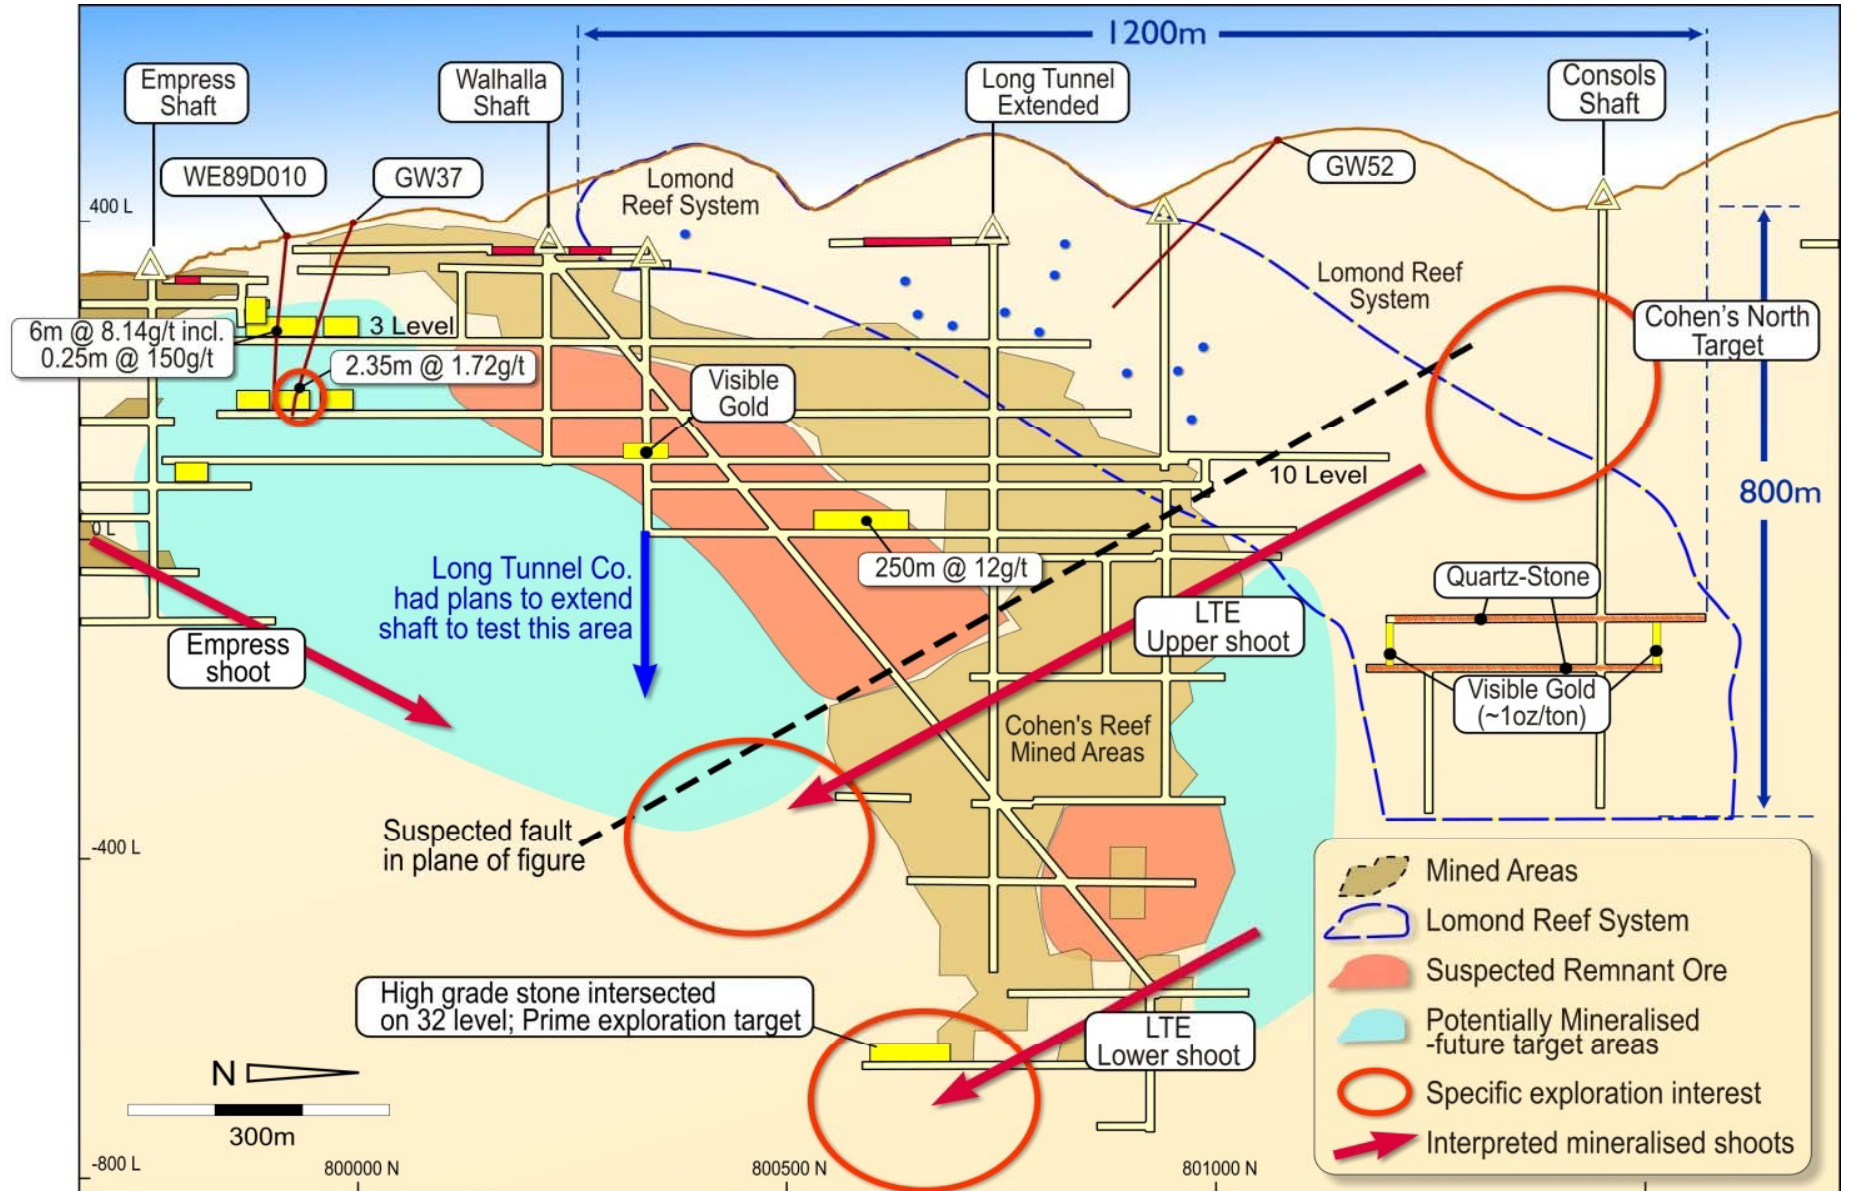 1200m
Empress
Shaft
Walhalla
Shaft
Long Tunnel
Extended
Consols
Shaft
WE89D010
GW37
GW52
Lomond
Reef System
400 L
Lomond Reef
System
Cohen's North
Target
6m @ 8.14g/t incl.
0.25m @ 150g/t
3 Level
2.35m @ 1.72g/t
Visible
Gold
10 Level
800m
0 L
250m @ 12g/t
Long Tunnel Co.
had plans to extend
shaft to test this area
Quartz-Stone
LTE
Upper shoot
Empress
shoot
Visible Gold
(~1oz/ton)
Cohen's Reef
Mined Areas
Suspected fault
in plane of figure
-400 L
High grade stone intersected
on 32 level; Prime exploration target
LTE
Lower shoot
N
300m
-800 L
800000 N
800500 N
801000 N
Mined Areas
Lomond Reef System
Suspected Remnant Ore
Potentially Mineralised
-future target areas
Specific exploration interest
Interpreted mineralised shoots